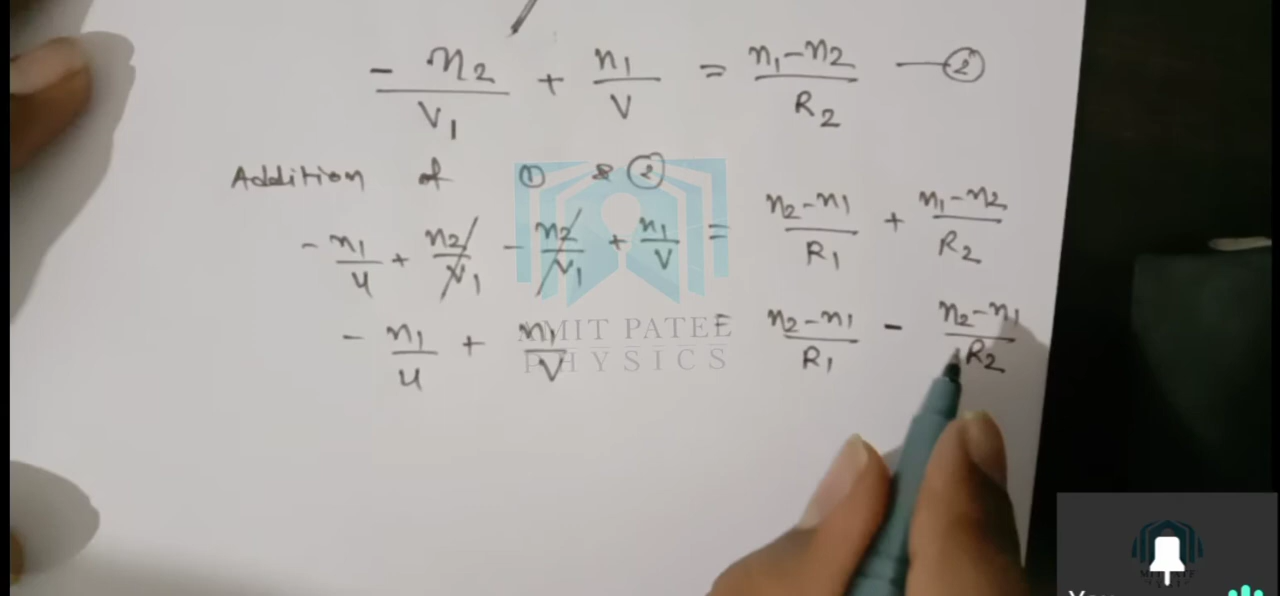 - n2/V1 + n1/V = n1-n2/R2 —②
Addition of ① & ②
- n1/u + n2/V1 - n2/V1 + n1/V = n2-n1/R1 + n1-n2/R2
- n1/u + n1/V = n2-n1/R1 - n2-n1/R2
AMIT PATEL
PHYSICS
You